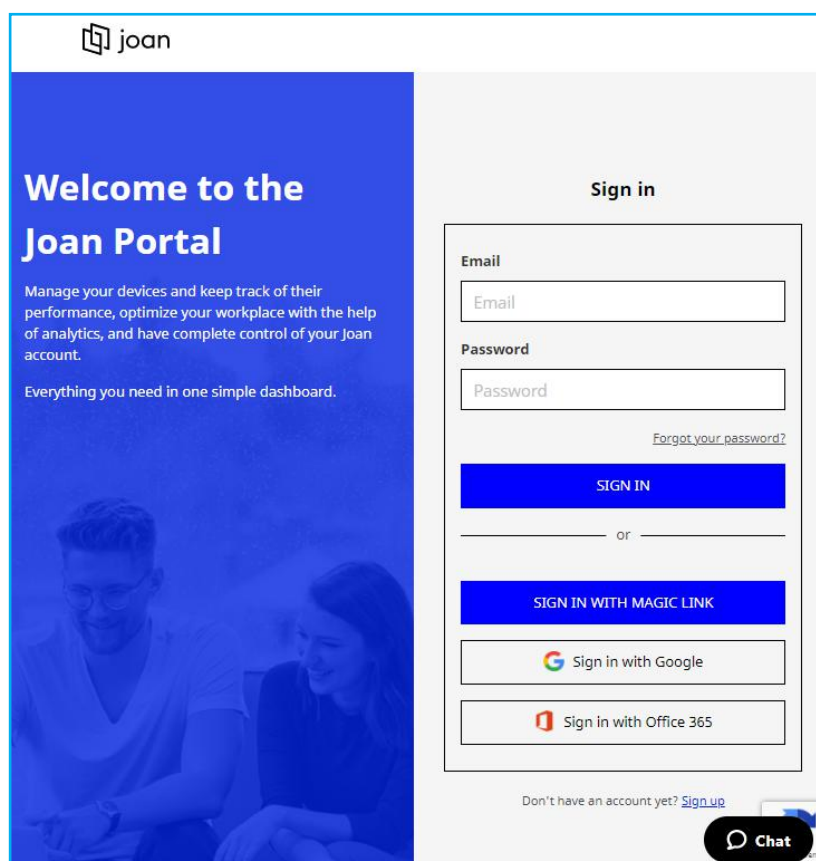 joan
Welcome to the
Joan Portal
Manage your devices and keep track of their
performance, optimize your workplace with the help
of analytics, and have complete control of your Joan
account.
Everything you need in one simple dashboard.
Sign in
Email
Email
Password
Password
Forgot your password?
SIGN IN
or
SIGN IN WITH MAGIC LINK
Sign in with Google
Sign in with Office 365
Don't have an account yet? Sign up
Chat